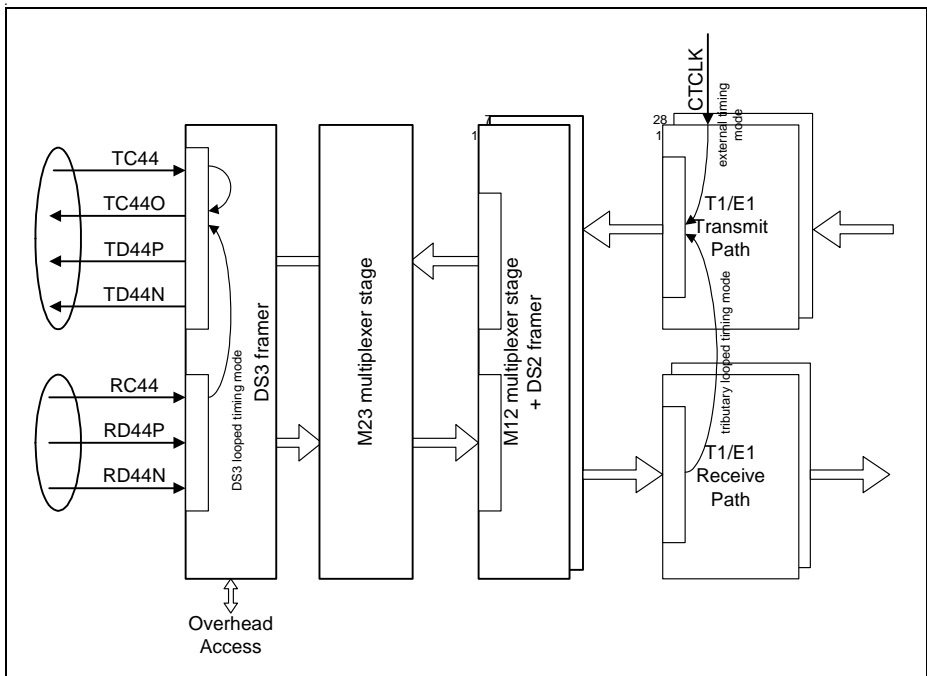 CTCLK
external timing
mode
28
1
7
1
TC44
TC44O
TD44P
TD44N
T1/E1
Transmit
Path
DS3 framer
M23 multiplexer stage
M12 multiplexer stage
+ DS2 framer
DS3 looped timing mode
tributary looped timing mode
RC44
RD44P
RD44N
T1/E1
Receive
Path
Overhead
Access